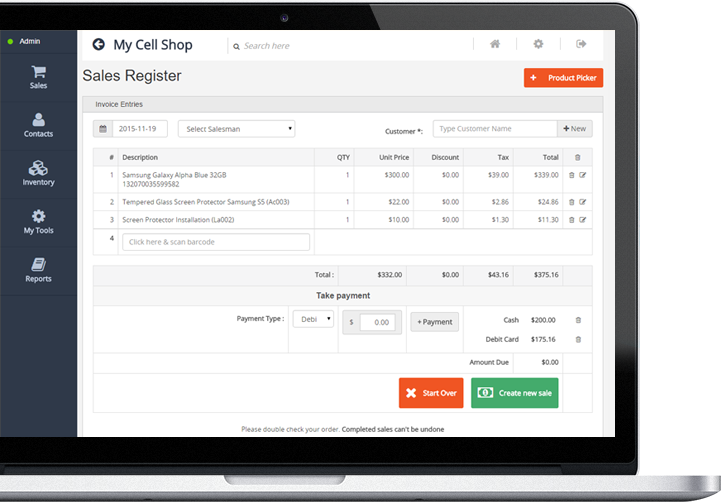 Admin
My Cell Shop
Search here
Sales
Contacts
Inventory
My Tools
Reports
Sales Register
+ Product Picker
Invoice Entries
2015-11-19 Select Salesman Customer *: Type Customer Name +New
# Description QTY Unit Price Discount Tax Total
1 Samsung Galaxy Alpha Blue 32GB 1 $300.00 $0.00 $39.00 $339.00
132070035599582
2 Tempered Glass Screen Protector Samsung S5 (Ac003) 1 $22.00 $0.00 $2.86 $24.86
3 Screen Protector Installation (La002) 1 $10.00 $0.00 $1.30 $11.30
4 Click here & scan barcode
Total : $332.00 $0.00 $43.16 $375.16
Take payment
Payment Type : Debi $ 0.00 +Payment Cash $200.00
Debit Card $175.16
Amount Due $0.00
Start Over Create new sale
Please double check your order. Completed sales can't be undone